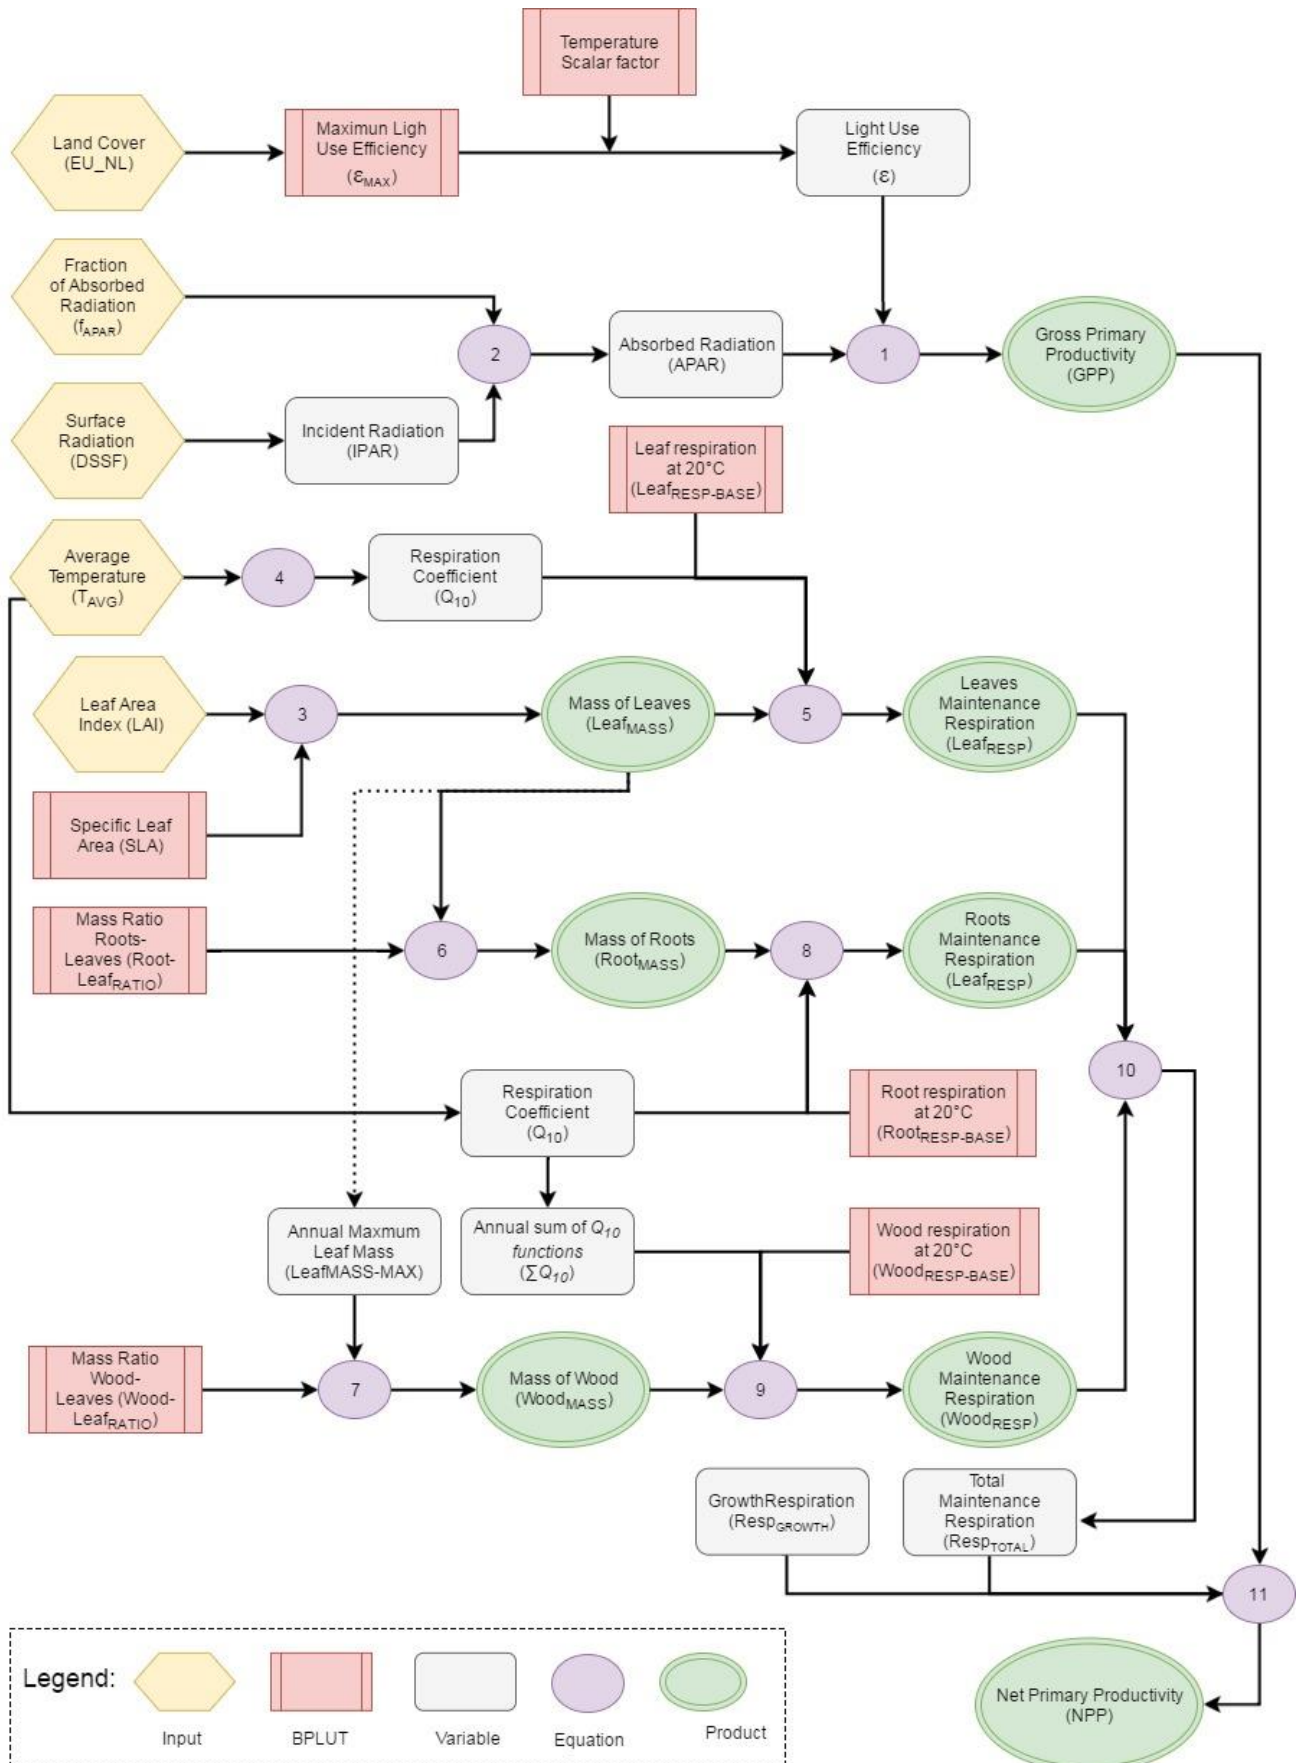 Temperature
Scalar factor
Land Cover
(EU_NL)
Maximun Ligh
Use Efficiency
(ƐMAX)
Light Use
Efficiency
(Ɛ)
Fraction
of Absorbed
Radiation
(fAPAR)
2
Absorbed Radiation
(APAR)
1
Gross Primary
Productivity
(GPP)
Surface
Radiation
(DSSF)
Incident Radiation
(IPAR)
Leaf respiration
at 20°C
(LeafRESP-BASE)
Average
Temperature
(TAVG)
4
Respiration
Coefficient
(Q10)
Leaf Area
Index (LAI)
3
Mass of Leaves
(LeafMASS)
5
Leaves
Maintenance
Respiration
(LeafRESP)
Specific Leaf
Area (SLA)
Mass Ratio
Roots-
Leaves (Root-
LeafRATIO)
6
Mass of Roots
(RootMASS)
8
Roots
Maintenance
Respiration
(LeafRESP)
10
Respiration
Coefficient
(Q10)
Root respiration
at 20°C
(RootRESP-BASE)
Annual Maxmum
Leaf Mass
(LeafMASS-MAX)
Annual sum of Q10
functions
(∑Q10)
Wood respiration
at 20°C
(WoodRESP-BASE)
Mass Ratio
Wood-
Leaves (Wood-
LeafRATIO)
7
Mass of Wood
(WoodMASS)
9
Wood
Maintenance
Respiration
(WoodRESP)
GrowthRespiration
(RespGROWTH)
Total
Maintenance
Respiration
(RespTOTAL)
11
Net Primary Productivity
(NPP)
Legend:
Input
BPLUT
Variable
Equation
Product